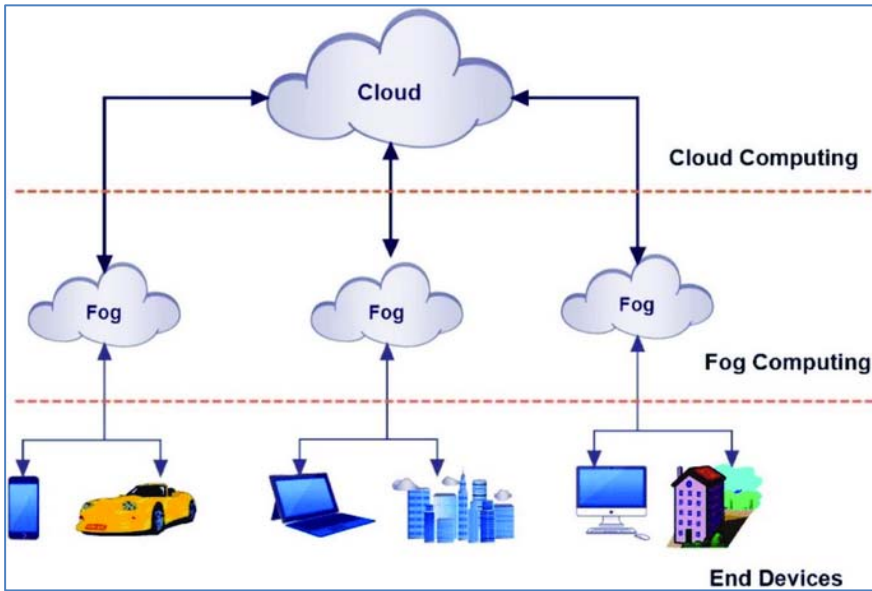 Cloud
Cloud Computing
Fog
Fog
Fog
Fog Computing
End Devices